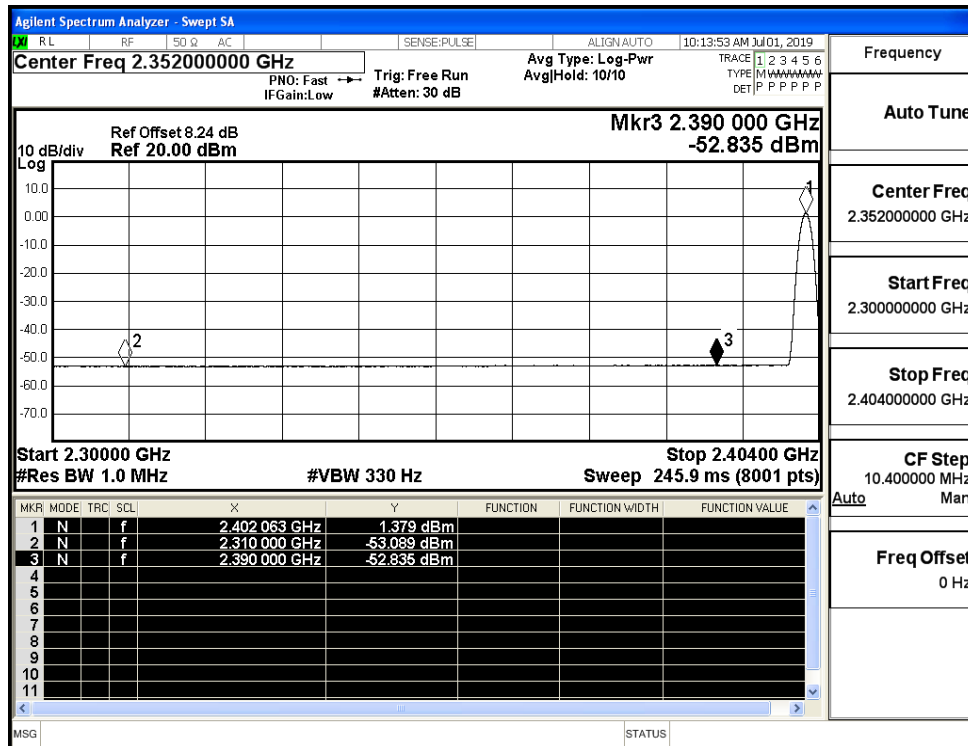 Agilent Spectrum Analyzer - Swept SA
LXI RL RF 50 Ω AC SENSE:PULSE ALIGN AUTO 10:13:53 AM Jul 01, 2019
Center Freq 2.352000000 GHz
PNO: Fast
IFGain:Low
Trig: Free Run
#Atten: 30 dB
Avg Type: Log-Pwr
Avg|Hold: 10/10
TRACE 1 2 3 4 5 6
TYPE M WWWWW
DET P P P P P P
Mkr3 2.390 000 GHz
-52.835 dBm
Ref Offset 8.24 dB
10 dB/div Ref 20.00 dBm
Log
10.0
0.00
-10.0
-20.0
-30.0
-40.0
-50.0
-60.0
-70.0
1
2
3
Start 2.30000 GHz Stop 2.40400 GHz
#Res BW 1.0 MHz #VBW 330 Hz Sweep 245.9 ms (8001 pts)
MKR MODE TRC SCL X Y FUNCTION FUNCTION WIDTH FUNCTION VALUE
1 N f 2.402 063 GHz 1.379 dBm
2 N f 2.310 000 GHz -53.089 dBm
3 N f 2.390 000 GHz -52.835 dBm
4
5
6
7
8
9
10
11
MSG STATUS
Frequency
Auto Tune
Center Freq
2.352000000 GHz
Start Freq
2.300000000 GHz
Stop Freq
2.404000000 GHz
CF Step
10.400000 MHz
Auto Man
Freq Offset
0 Hz